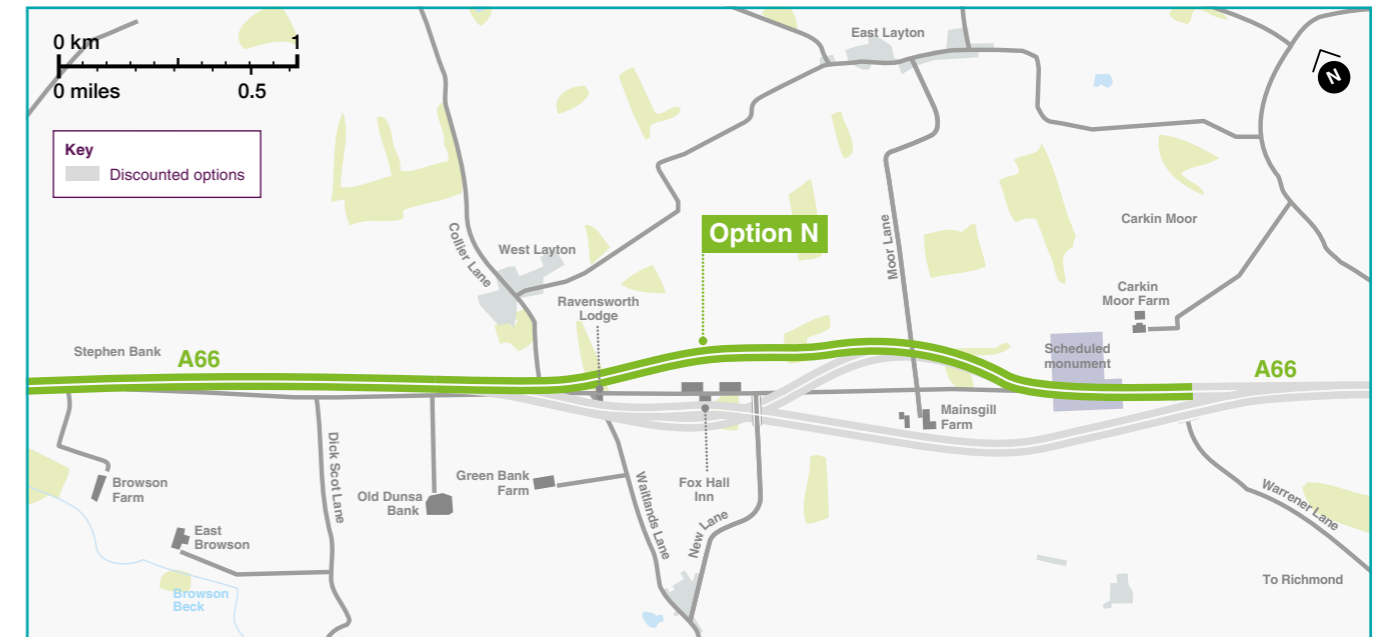 0 km 1
0 miles 0.5
Key
Discounted options
East Layton
N
Collier Lane
West Layton
Option N
Moor Lane
Carkin Moor
Ravensworth
Lodge
Carkin
Moor Farm
Stephen Bank
A66
Scheduled
monument
A66
Mainsgill
Farm
Browson
Farm
Dick Scot Lane
Old Dunsa
Bank
Green Bank
Farm
Waitlands Lane
Fox Hall
Inn
New Lane
Warrener Lane
East
Browson
Browson
Beck
To Richmond